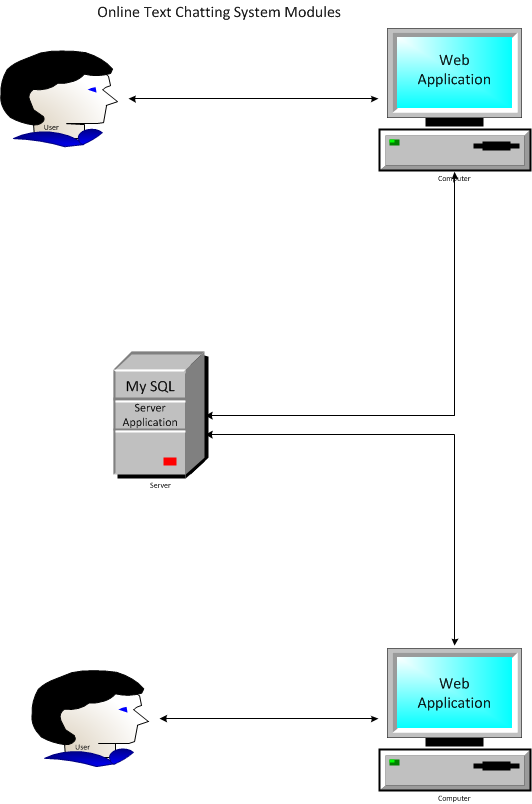 Online Text Chatting System Modules
Web
Application
User
Computer
My SQL
Server
Application
Server
Web
Application
User
Computer